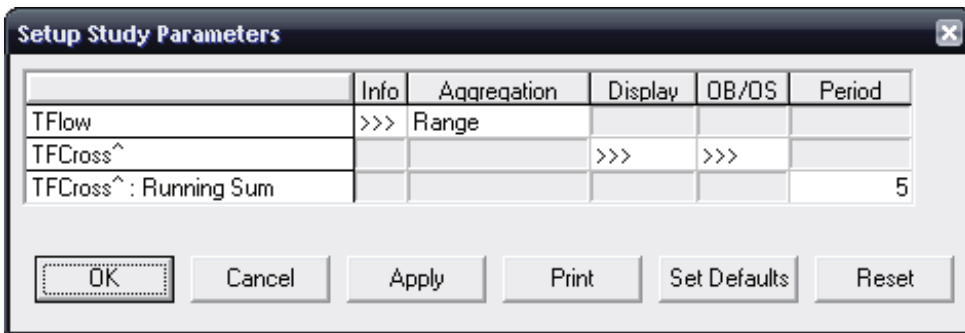 Setup Study Parameters
Info Aggregation Display OB/OS Period
TFlow >>> Range
TFCross^ >>> >>>
TFCross^ : Running Sum 5
OK Cancel Apply Print Set Defaults Reset